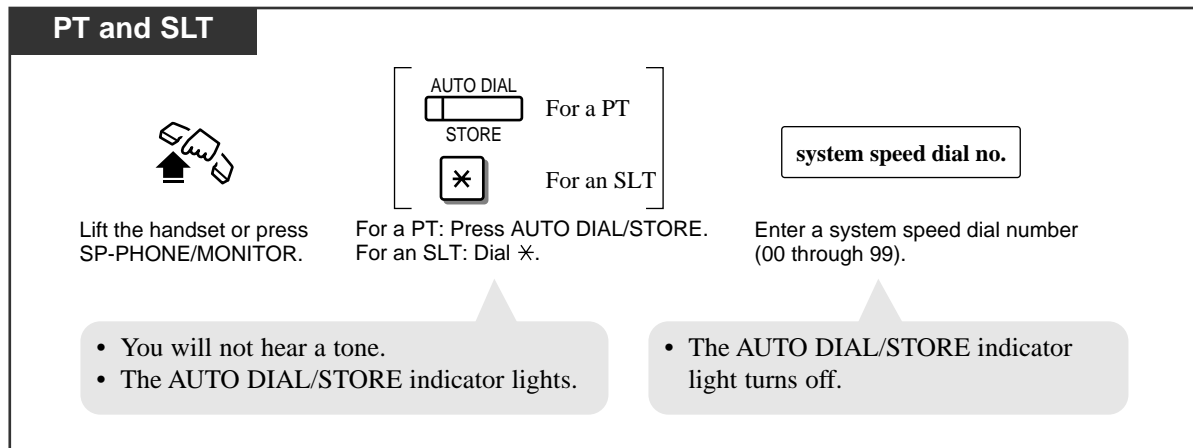 PT and SLT
AUTO DIAL
For a PT
STORE
For an SLT
system speed dial no.
Lift the handset or press
SP-PHONE/MONITOR.
For a PT: Press AUTO DIAL/STORE.
For an SLT: Dial ✳.
Enter a system speed dial number
(00 through 99).
• You will not hear a tone.
• The AUTO DIAL/STORE indicator lights.
• The AUTO DIAL/STORE indicator
light turns off.